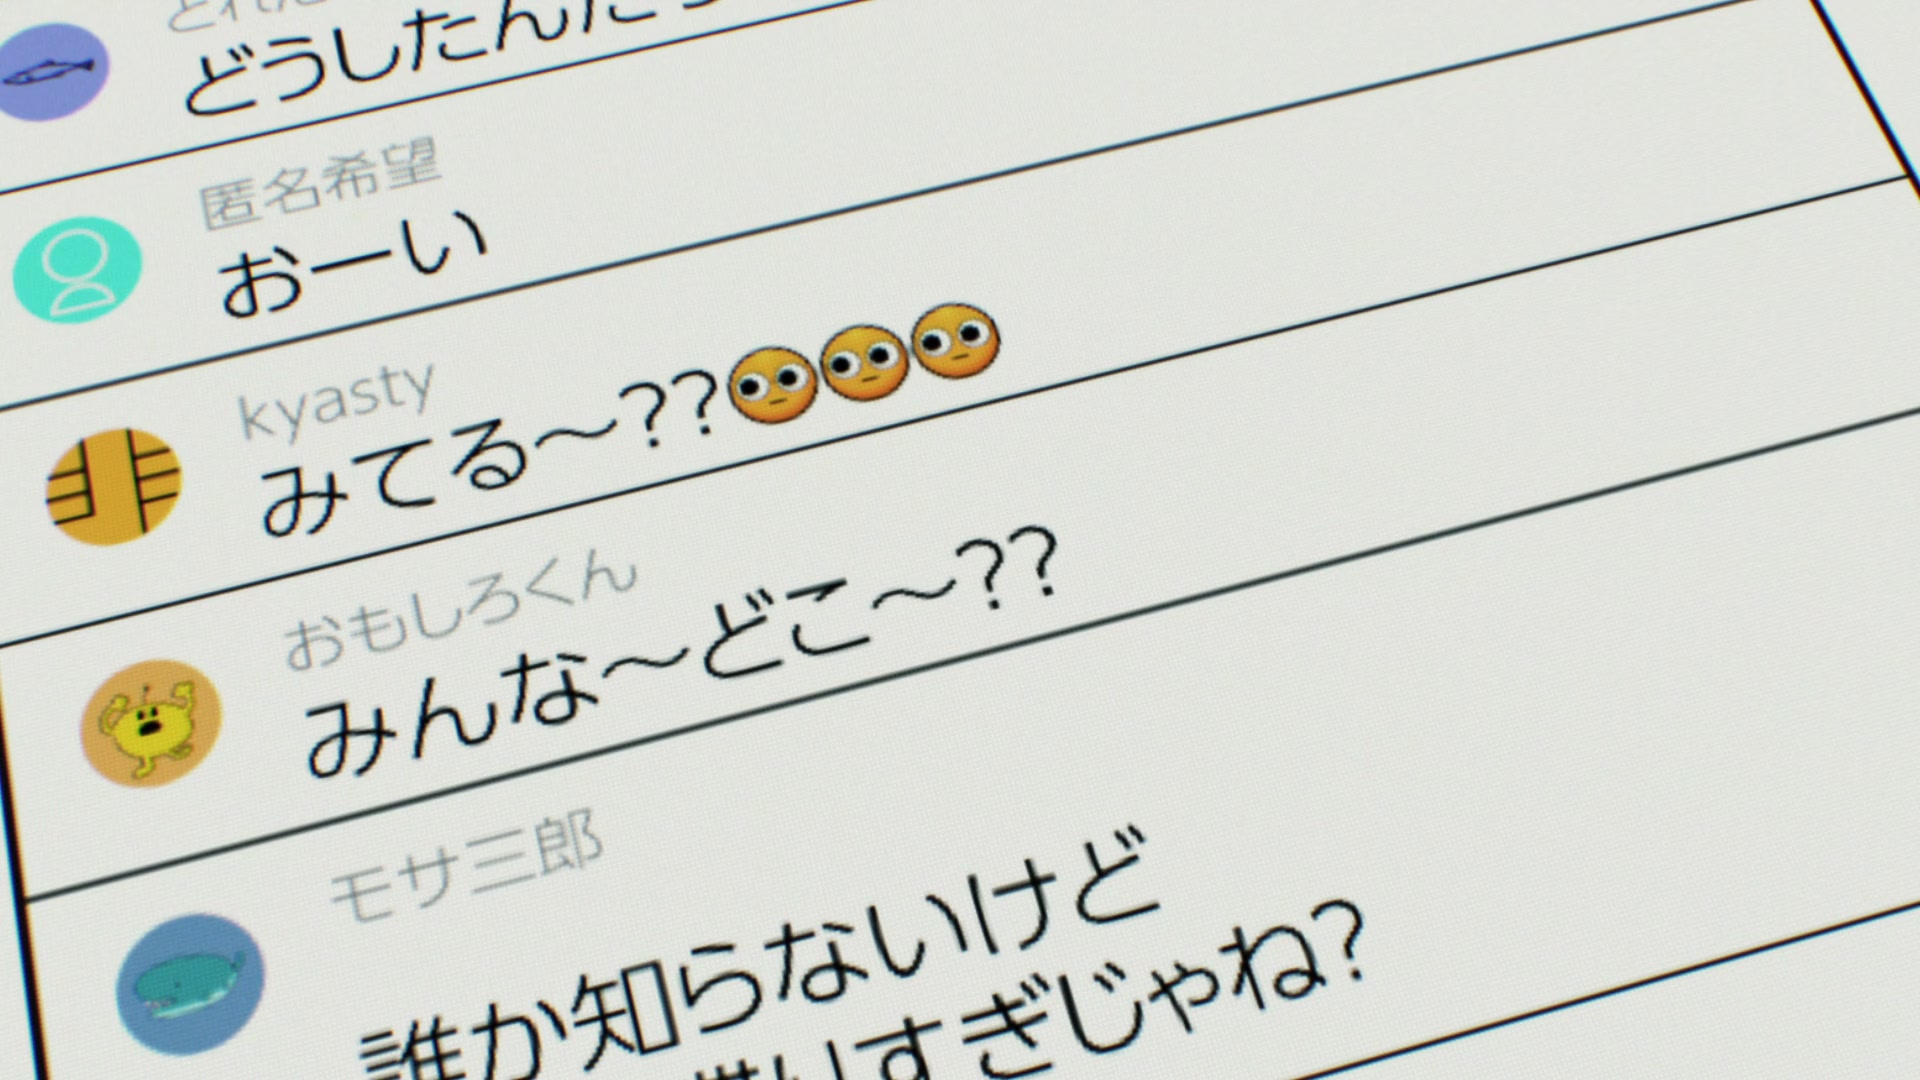 どうしたんだろ
匿名希望
おーい
kyasty
みてる〜??🙄🙄🙄
おもしろくん
みんな〜どこ〜??
モサ三郎
誰か知らないけど
すぎじゃね?